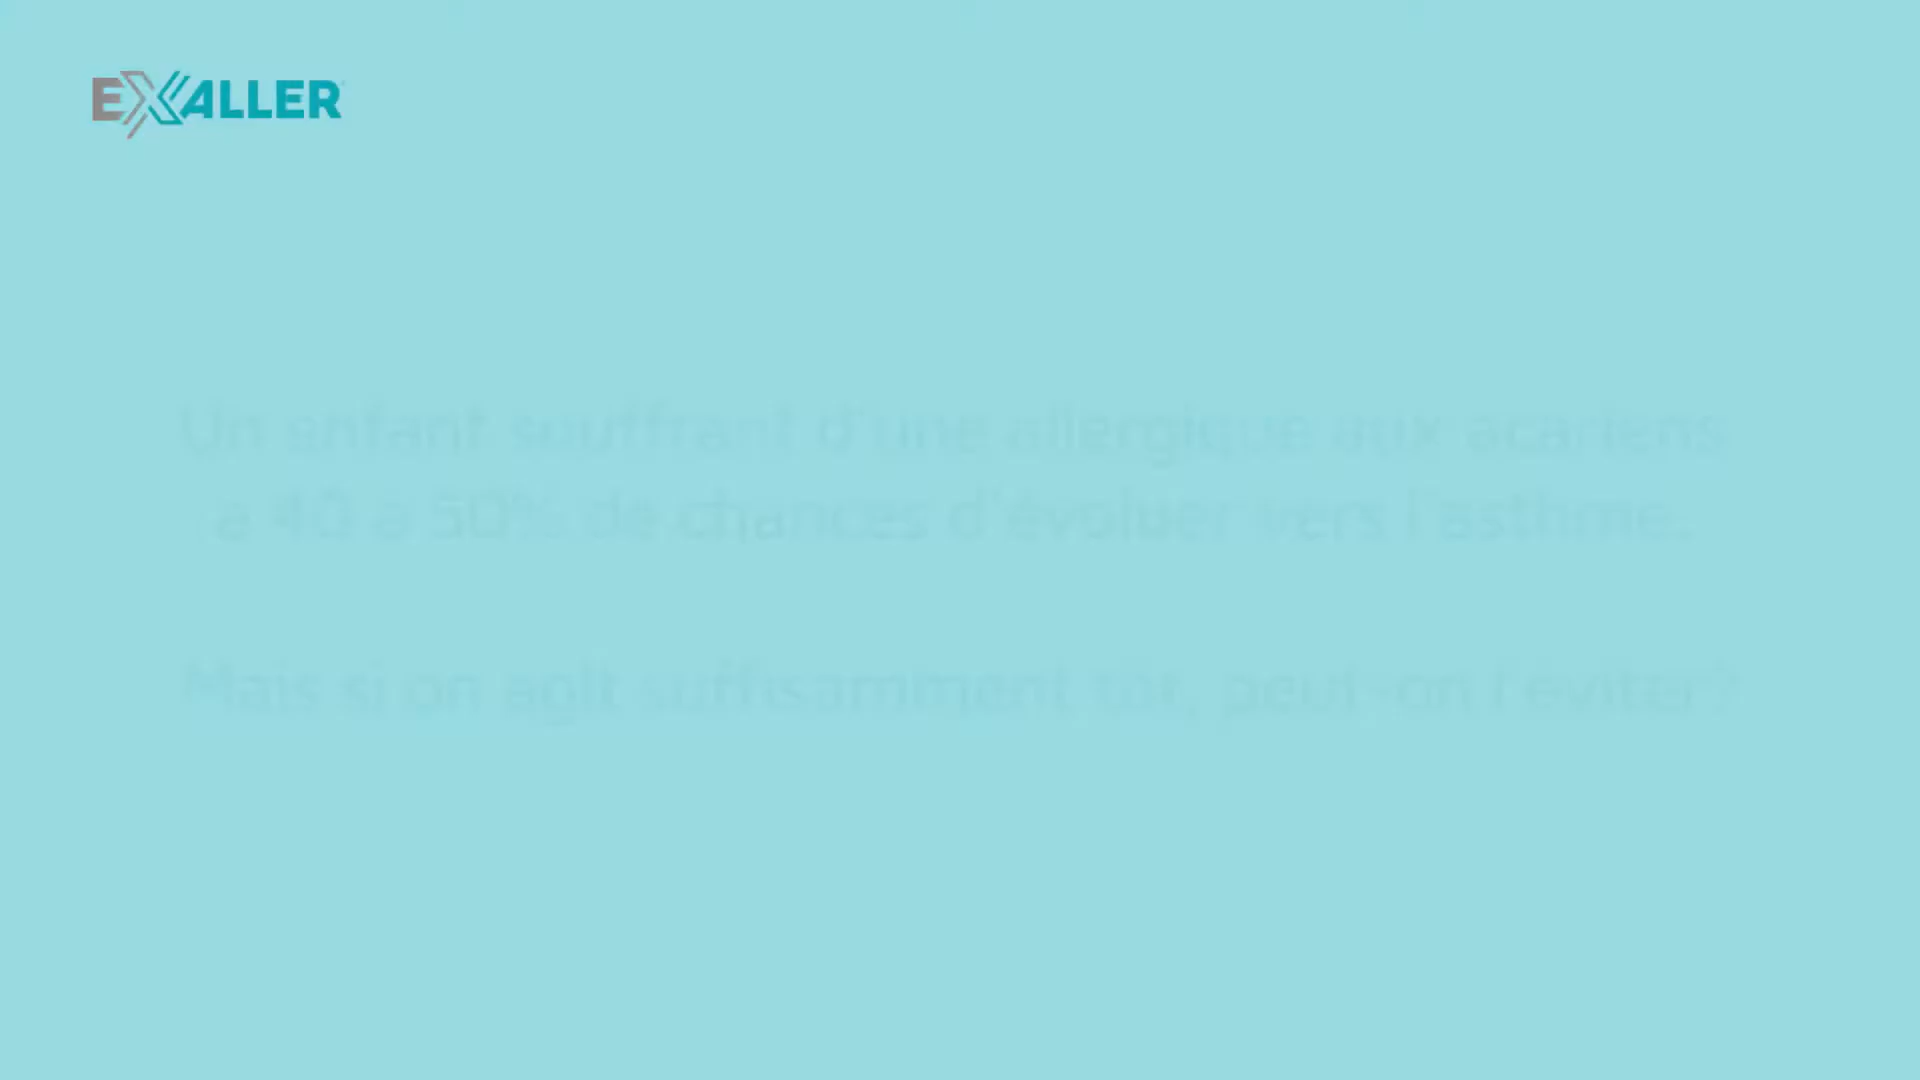 EXALLER
Un enfant souffrant d'une allergique aux acariens
a 40 à 50% de chances d'évoluer vers l'asthme.
Mais si on agit suffisamment tôt, peut-on l'éviter?